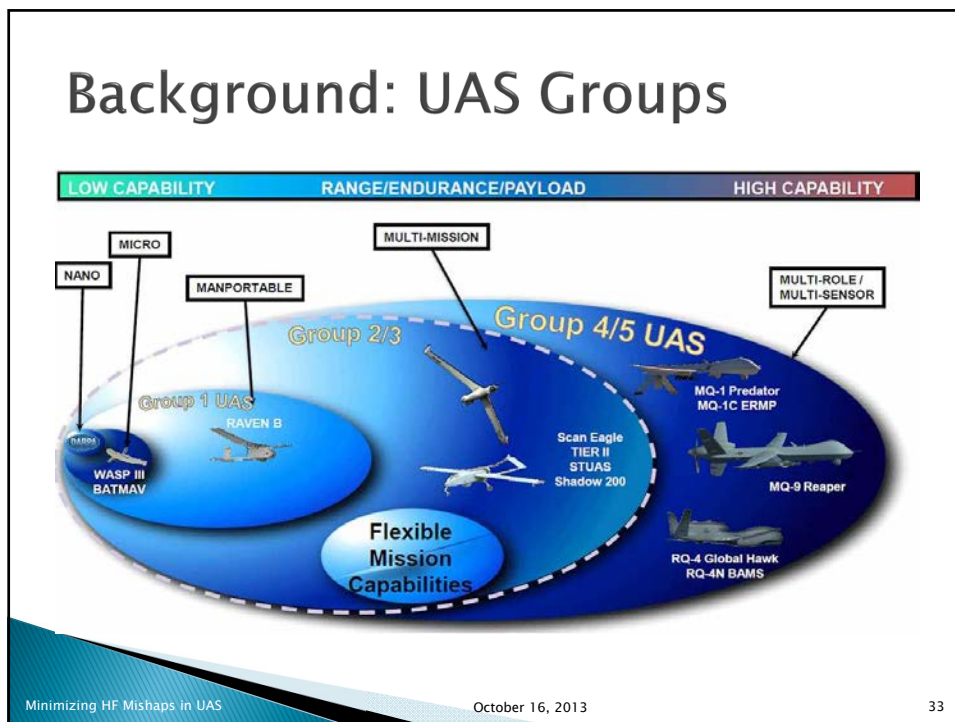 Background: UAS Groups
LOW CAPABILITY RANGE/ENDURANCE/PAYLOAD HIGH CAPABILITY
MULTI-MISSION
MICRO
NANO
MANPORTABLE
MULTI-ROLE /
MULTI-SENSOR
Group 2/3
Group 4/5 UAS
Group 1 UAS
RAVEN B
DARPA
WASP III
BATMAV
Scan Eagle
TIER II
STUAS
Shadow 200
MQ-1 Predator
MQ-1C ERMP
MQ-9 Reaper
RQ-4 Global Hawk
RQ-4N BAMS
Flexible
Mission
Capabilities
Minimizing HF Mishaps in UAS October 16, 2013 33